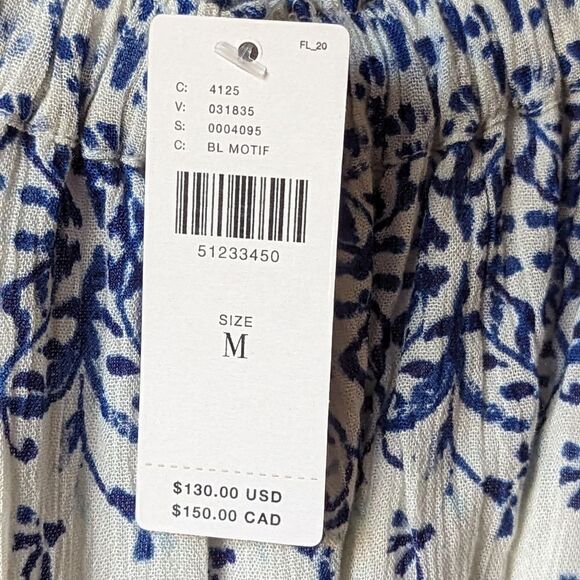 FL_20
C: 4125
V: 031835
S: 0004095
C: BL MOTIF
51233450
SIZE
M
$130.00 USD
$150.00 CAD